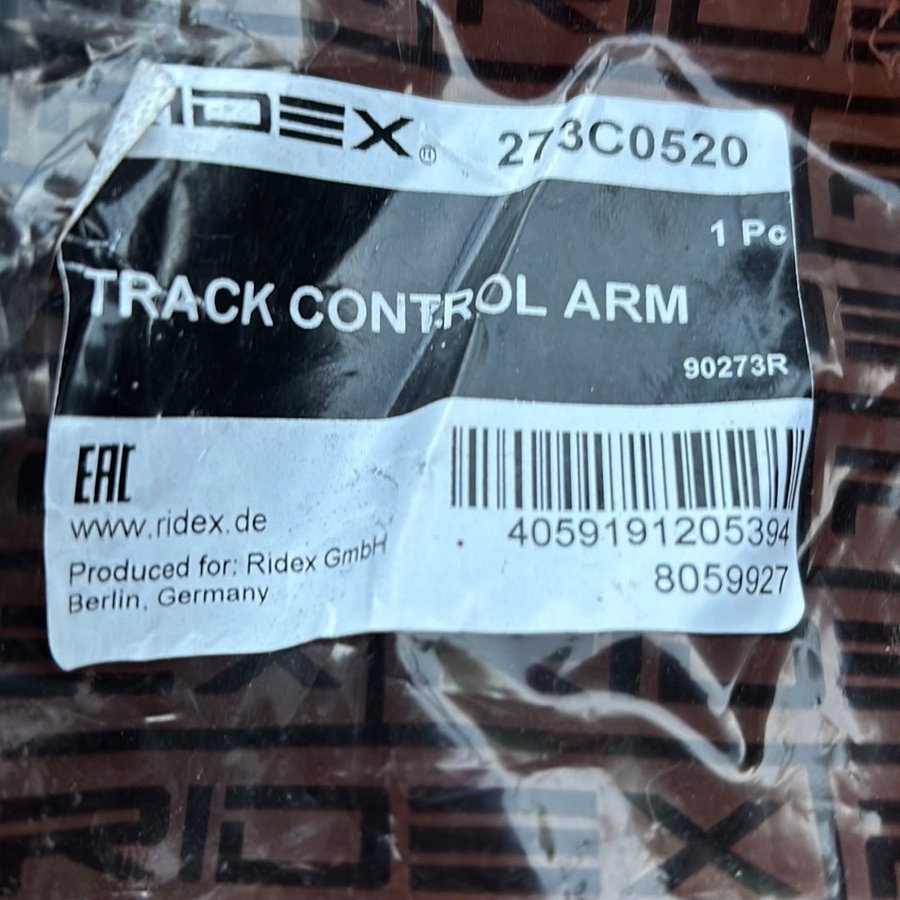 RIDEX® 273C0520
1 Pc
TRACK CONTROL ARM
90273R
EAC
www.ridex.de
Produced for: Ridex GmbH
Berlin, Germany
4059191205394
8059927
RIDEX